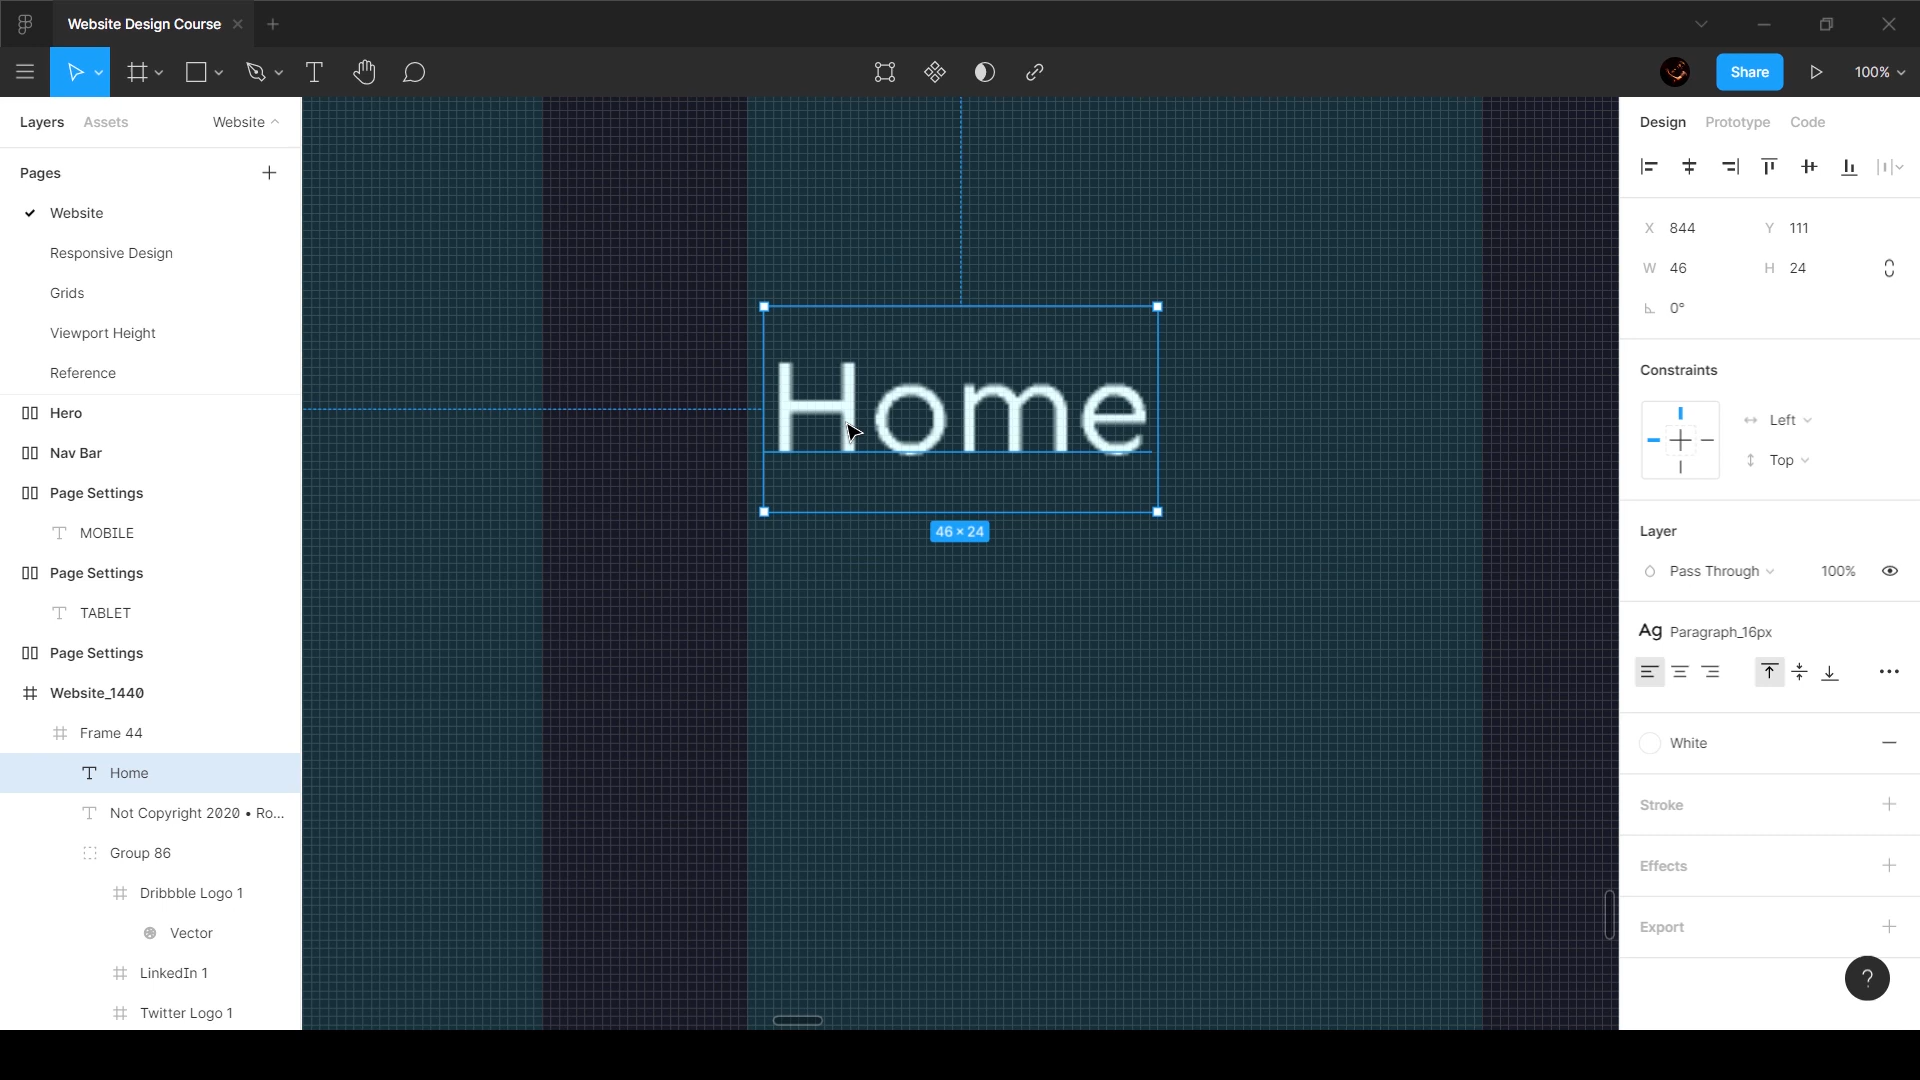 Website Design Course
Share
100%
Layers Assets Website
Pages
Website
Responsive Design
Grids
Viewport Height
Reference
Hero
Nav Bar
Page Settings
MOBILE
Page Settings
TABLET
Page Settings
Website_1440
Frame 44
Home
Not Copyright 2020 • Ro...
Group 86
Dribbble Logo 1
Vector
LinkedIn 1
Twitter Logo 1
Home
46 × 24
Design Prototype Code
X 844 Y 111
W 46 H 24
0°
Constraints
Left
Top
Layer
Pass Through 100%
Ag Paragraph_16px
White
Stroke
Effects
Export
?